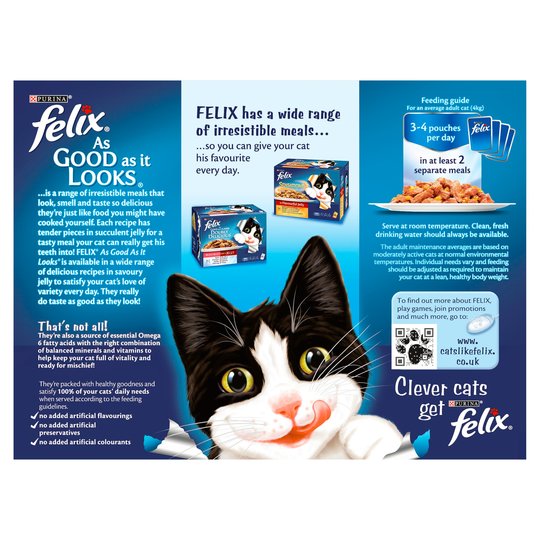 PURINA®
felix®
As
GOOD as it
LOOKS®
...is a range of irresistible meals that
look, smell and taste so delicious
they're just like food you might have
cooked yourself. Each recipe has
tender pieces in succulent jelly for a
tasty meal your cat can really get his
teeth into! FELIX® As Good As It
Looks® is available in a wide range
of delicious recipes in savoury
jelly to satisfy your cat's love of
variety every day. They really
do taste as good as they look!
That's not all!
They're also a source of essential Omega
6 fatty acids with the right combination
of balanced minerals and vitamins to
help keep your cat full of vitality and
ready for mischief!
They're packed with healthy goodness and
satisfy 100% of your cats' daily needs
when served according to the feeding
guidelines.
✓ no added artificial flavourings
✓ no added artificial
preservatives
✓ no added artificial colourants
FELIX has a wide range
of irresistible meals...
...so you can give your cat
his favourite
every day.
felix
felix
Feeding guide
For an average adult cat (4kg)
3-4 pouches
per day
felix
in at least 2
separate meals
Serve at room temperature. Clean, fresh
drinking water should always be available.
The adult maintenance averages are based on
moderately active cats at normal environmental
temperatures. Individual needs vary and feeding
should be adjusted as required to maintain
your cat at a lean, healthy body weight.
To find out more about FELIX,
play games, join promotions
and much more, go to:
www.
catslikefelix.
co.uk
Clever cats
get
PURINA®
felix®